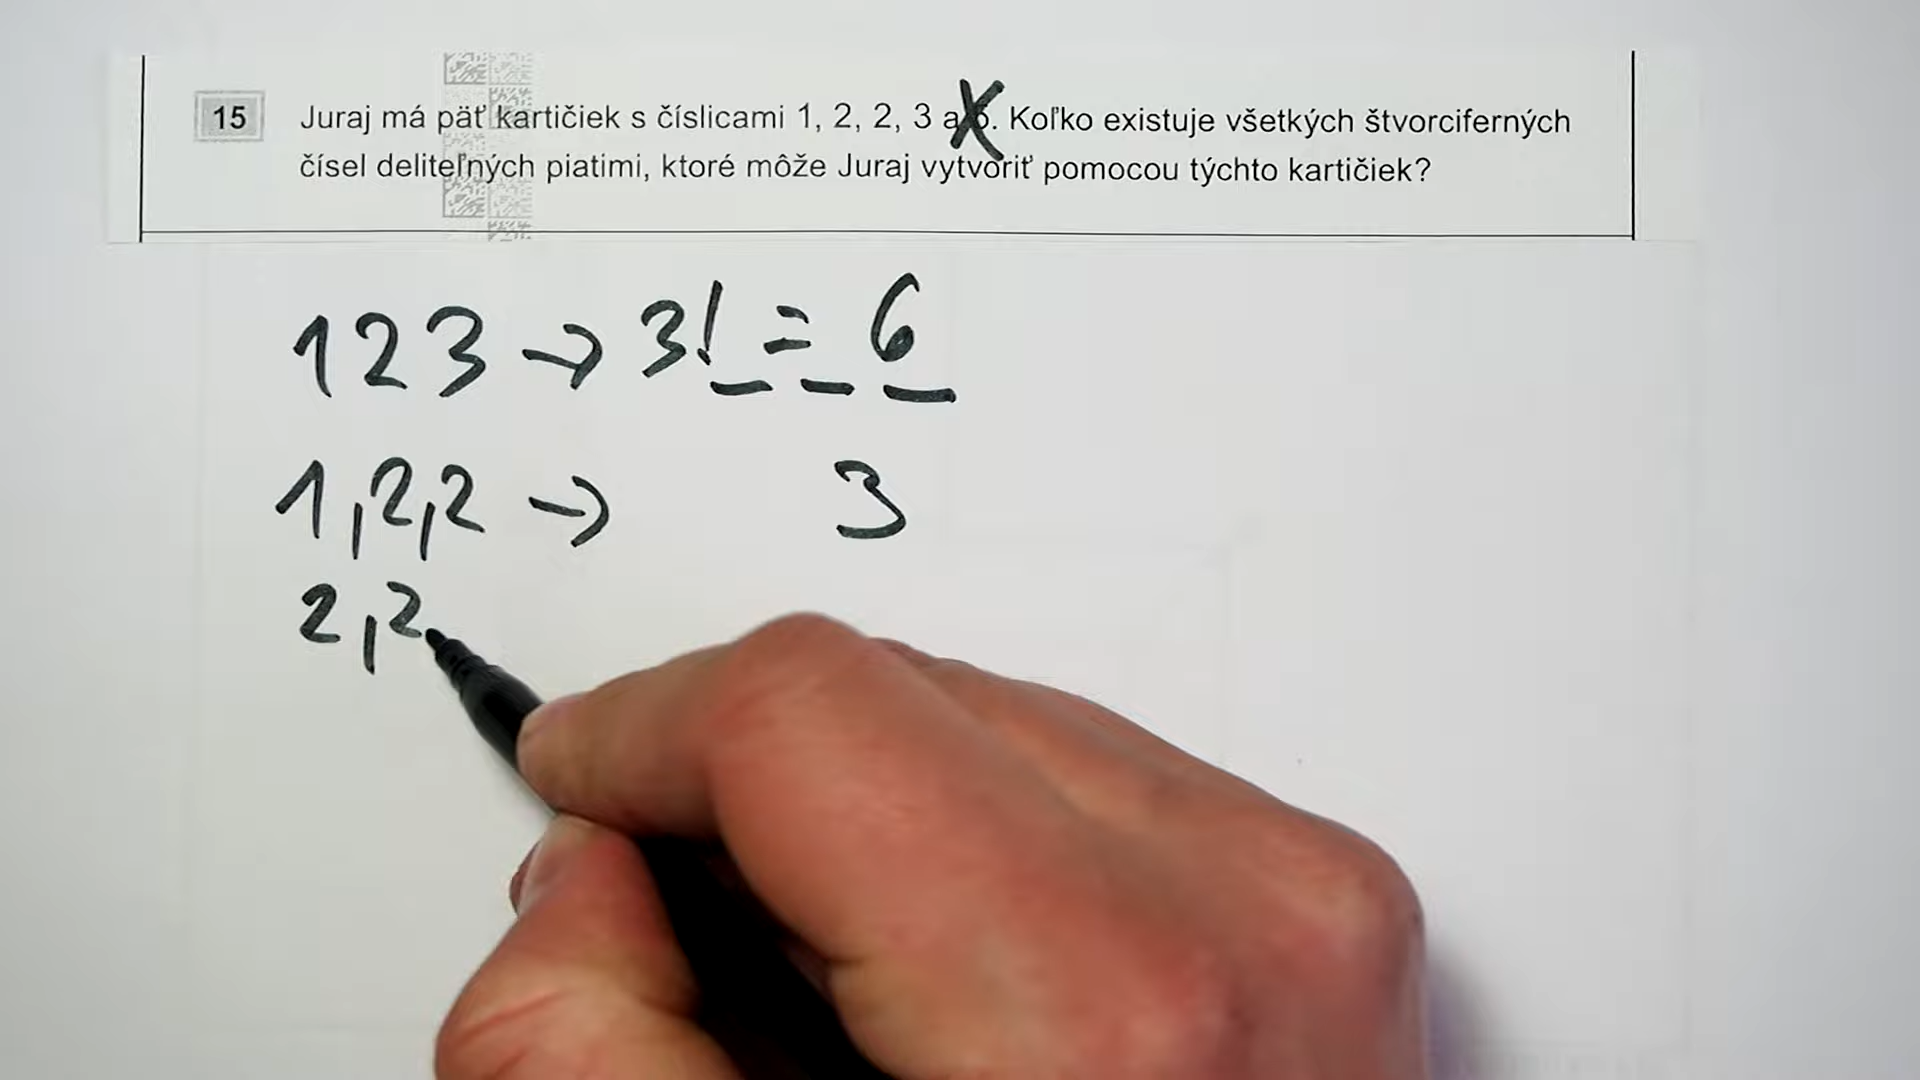 15 Juraj má päť kartičiek s číslicami 1, 2, 2, 3 a X. Koľko existuje všetkých štvorciferných
čísel deliteľných piatimi, ktoré môže Juraj vytvoriť pomocou týchto kartičiek?
123 → 3! = 6
1,2,2 → 3
2,2